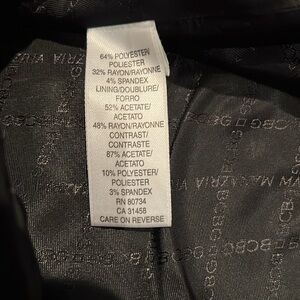 64% POLYESTER/
POLIESTER
32% RAYON/RAYONNE
4% SPANDEX
LINING/DOUBLURE/
FORRO
52% ACETATE/
ACETATO
48% RAYON/RAYONNE
CONTRAST/
CONTRASTE
87% ACETATE/
ACETATO
10% POLYESTER/
POLIESTER
3% SPANDEX
RN 80734
CA 31458
CARE ON REVERSE
BCBG